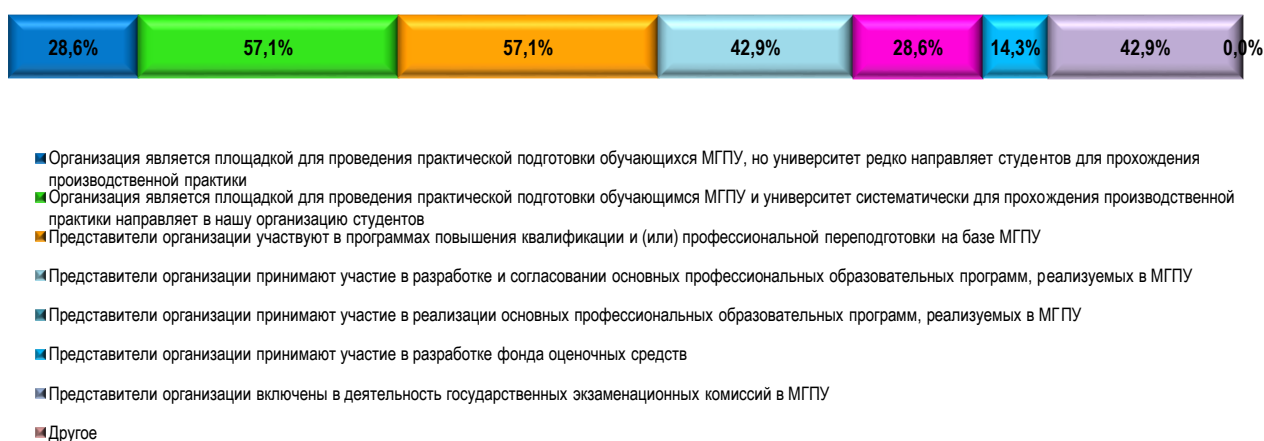 28,6% 57,1% 57,1% 42,9% 28,6% 14,3% 42,9% 0,0%
Организация является площадкой для проведения практической подготовки обучающихся МГПУ, но университет редко направляет студентов для прохождения
производственной практики
Организация является площадкой для проведения практической подготовки обучающимся МГПУ и университет систематически для прохождения производственной
практики направляет в нашу организацию студентов
Представители организации участвуют в программах повышения квалификации и (или) профессиональной переподготовки на базе МГПУ
Представители организации принимают участие в разработке и согласовании основных профессиональных образовательных программ, реализуемых в МГПУ
Представители организации принимают участие в реализации основных профессиональных образовательных программ, реализуемых в МГПУ
Представители организации принимают участие в разработке фонда оценочных средств
Представители организации включены в деятельность государственных экзаменационных комиссий в МГПУ
Другое